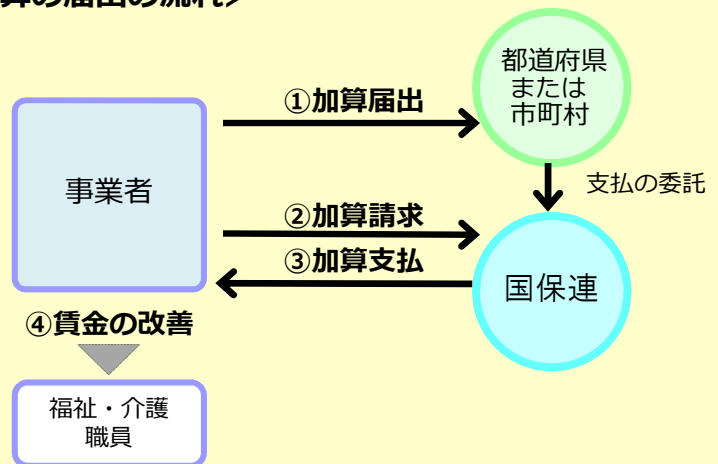 算の届出の流れ>
都道府県
または
市町村
①加算届出
事業者
支払の委託
②加算請求
③加算支払
国保連
④賃金の改善
福祉・介護
職員